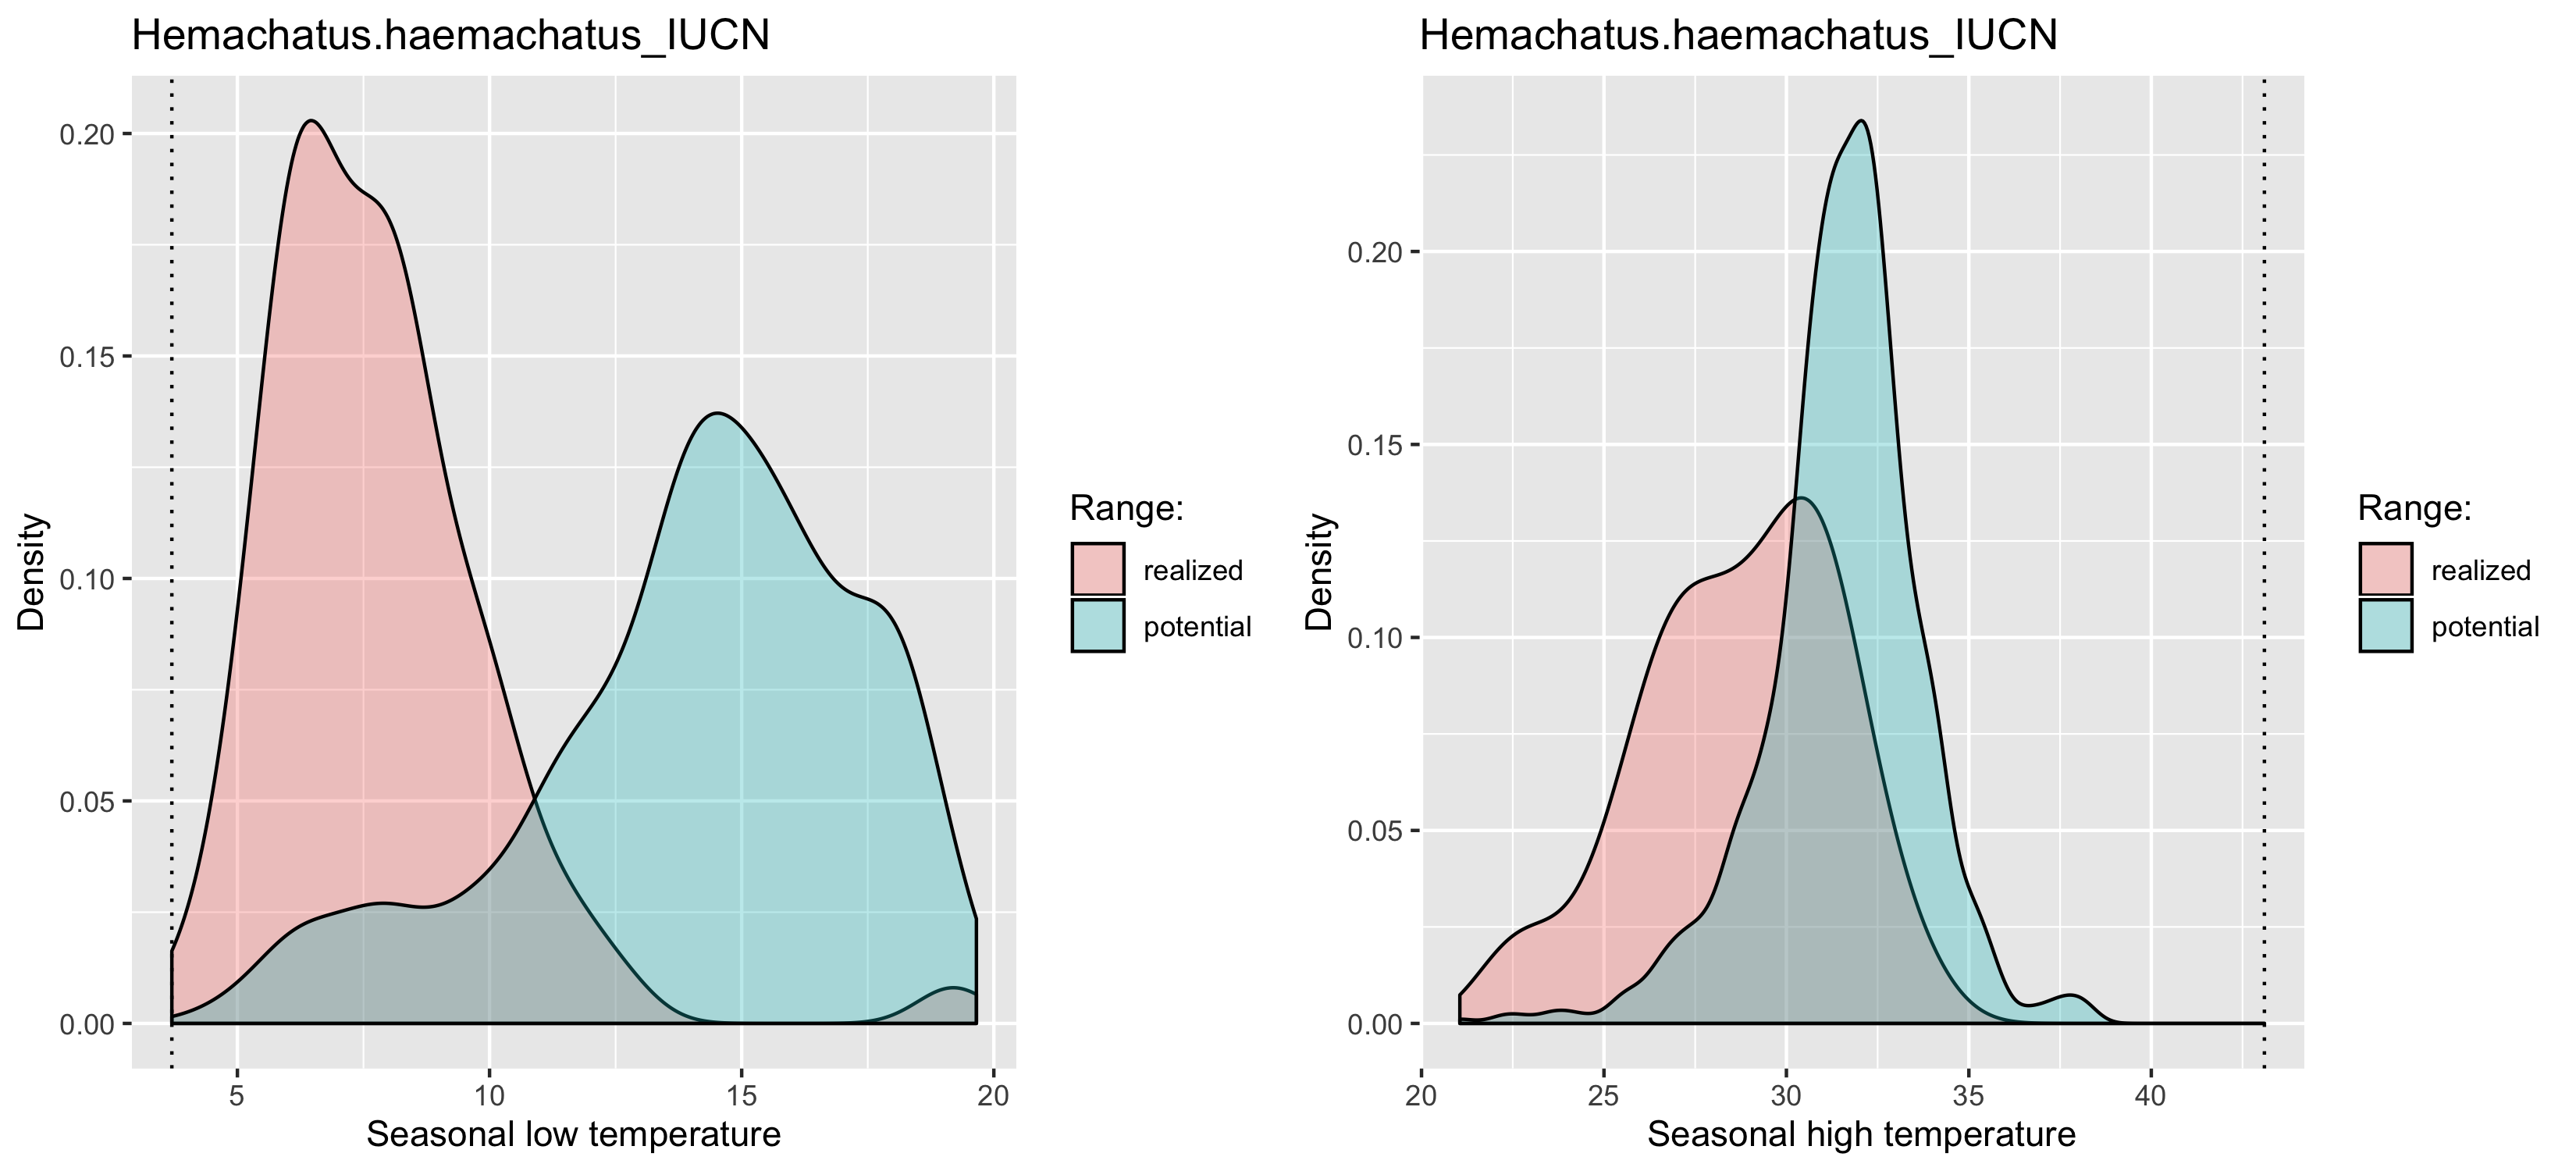 Hemachatus.haemachatus_IUCN
0.20
0.15
0.10
0.05
0.00
Density
5 10 15 20
Seasonal low temperature
Range:
realized
potential
Hemachatus.haemachatus_IUCN
0.20
0.15
0.10
0.05
0.00
Density
20 25 30 35 40
Seasonal high temperature
Range:
realized
potential